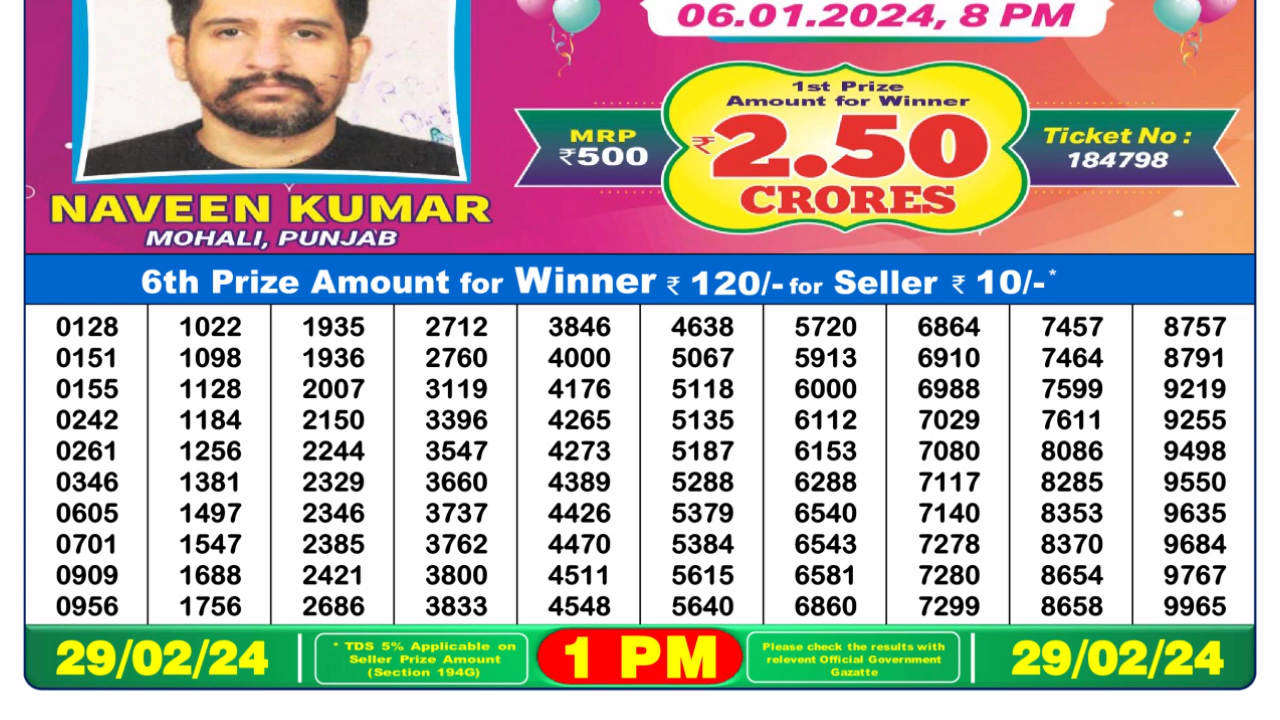 06.01.2024, 8 PM
1st Prize
Amount for Winner
MRP
₹500
₹2.50
CRORES
Ticket No :
184798
NAVEEN KUMAR
MOHALI, PUNJAB
6th Prize Amount for Winner ₹ 120/- for Seller ₹ 10/-*
0128 1022 1935 2712 3846 4638 5720 6864 7457 8757
0151 1098 1936 2760 4000 5067 5913 6910 7464 8791
0155 1128 2007 3119 4176 5118 6000 6988 7599 9219
0242 1184 2150 3396 4265 5135 6112 7029 7611 9255
0261 1256 2244 3547 4273 5187 6153 7080 8086 9498
0346 1381 2329 3660 4389 5288 6288 7117 8285 9550
0605 1497 2346 3737 4426 5379 6540 7140 8353 9635
0701 1547 2385 3762 4470 5384 6543 7278 8370 9684
0909 1688 2421 3800 4511 5615 6581 7280 8654 9767
0956 1756 2686 3833 4548 5640 6860 7299 8658 9965
29/02/24
* TDS 5% Applicable on
Seller Prize Amount
(Section 194G)
1 PM
Please check the results with
relevent Official Government
Gazatte
29/02/24